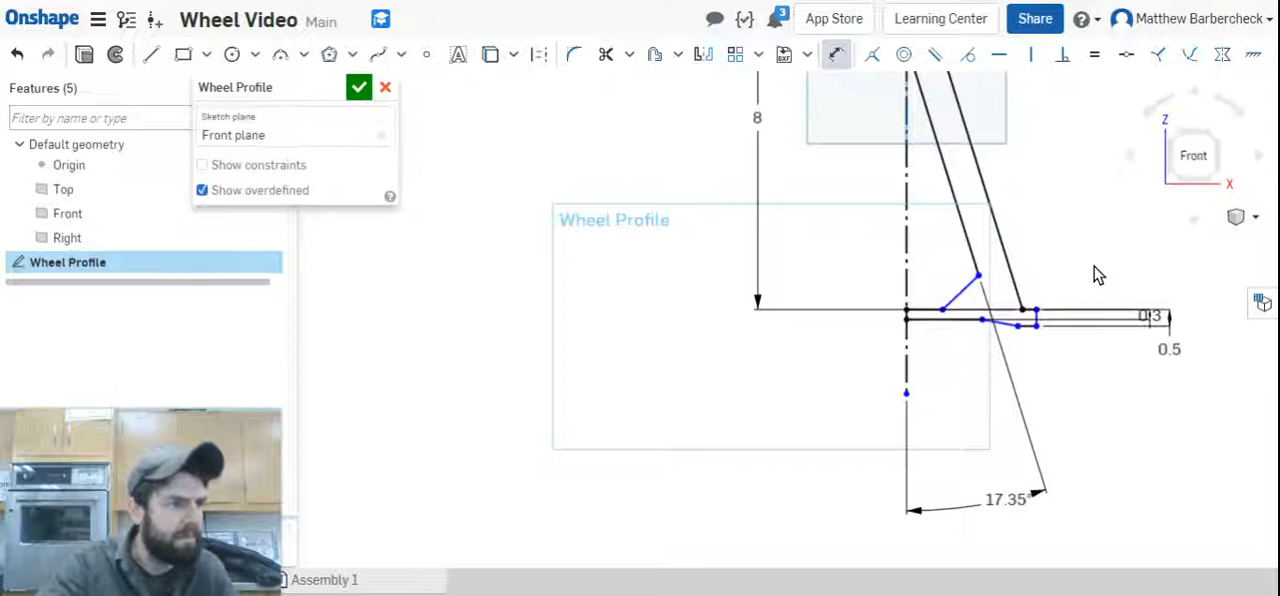 Onshape
Wheel Video Main
3
App Store
Learning Center
Share
Matthew Barbercheck
Features (5)
Filter by name or type
Default geometry
Origin
Top
Front
Right
Wheel Profile
Wheel Profile
Sketch plane
Front plane
Show constraints
Show overdefined
8
Wheel Profile
0.3
0.5
17.35°
Z
Front
X
Assembly 1